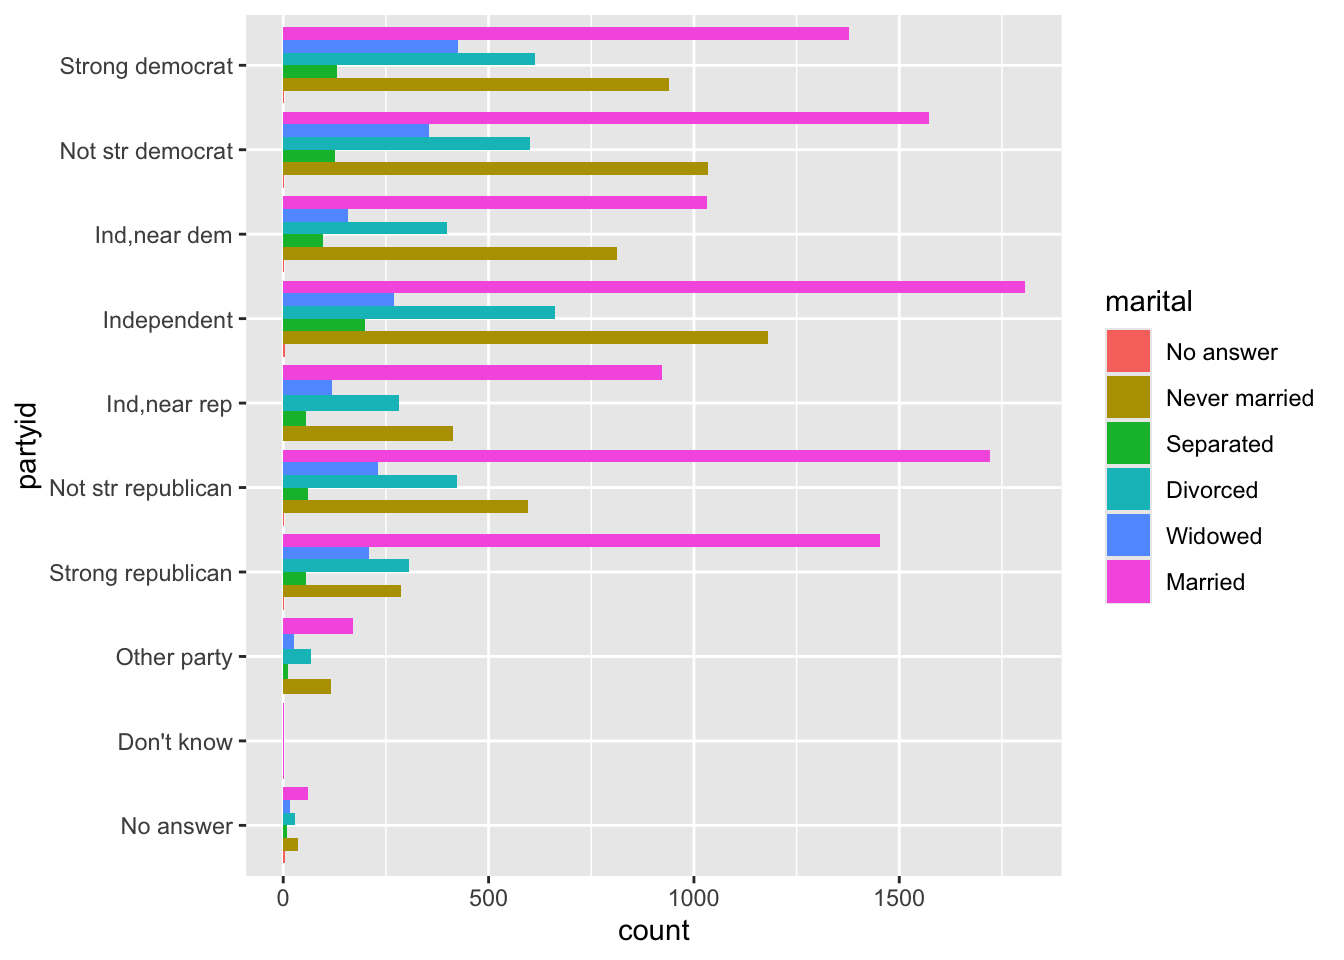 Strong democrat
Not str democrat
Ind,near dem
Independent
Ind,near rep
Not str republican
Strong republican
Other party
Don't know
No answer
partyid
0 500 1000 1500
count
marital
No answer
Never married
Separated
Divorced
Widowed
Married